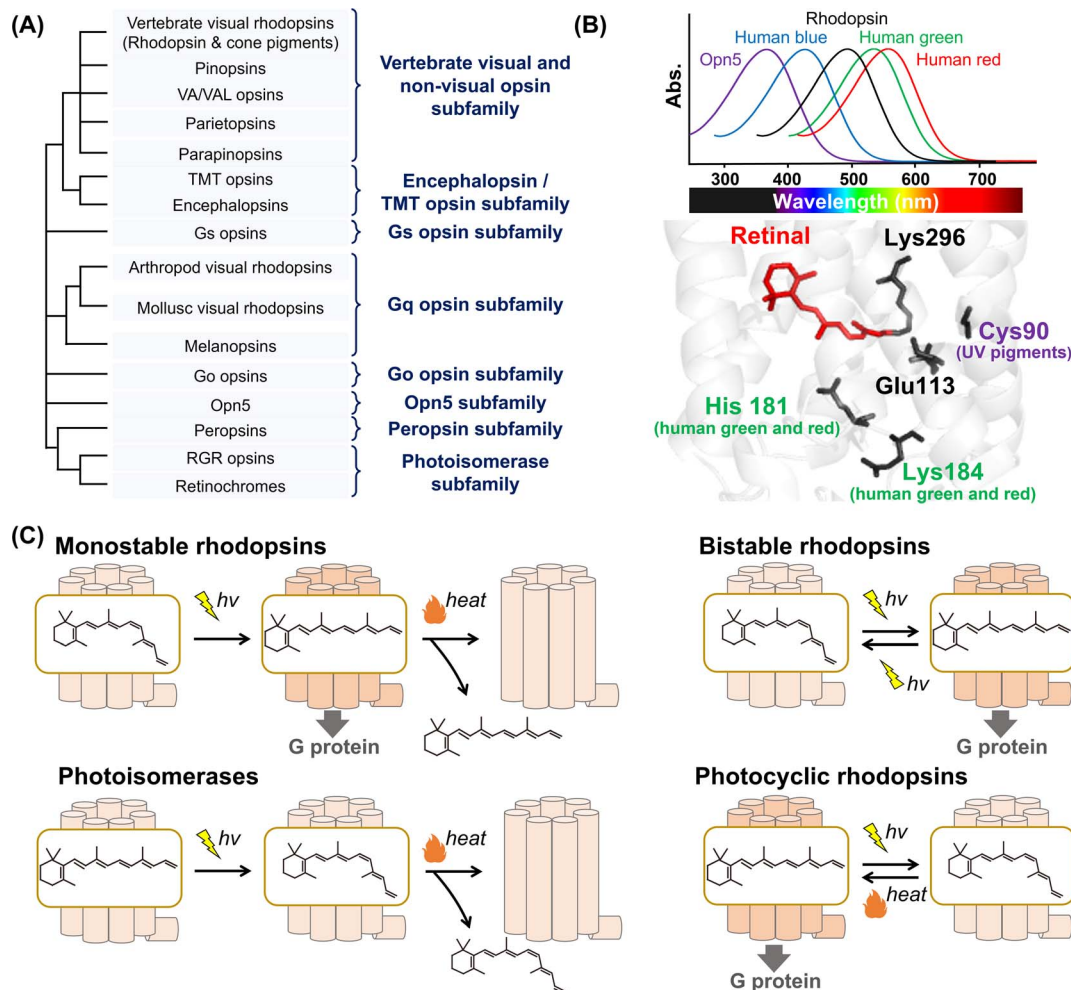 (A)
Vertebrate visual rhodopsins
(Rhodopsin & cone pigments)
Pinopsins
VA/VAL opsins
Parietopsins
Parapinopsins
TMT opsins
Encephalopsins
Gs opsins
Arthropod visual rhodopsins
Mollusc visual rhodopsins
Melanopsins
Go opsins
Opn5
Peropsins
RGR opsins
Retinochromes
Vertebrate visual and
non-visual opsin
subfamily
Encephalopsin /
TMT opsin subfamily
Gs opsin subfamily
Gq opsin subfamily
Go opsin subfamily
Opn5 subfamily
Peropsin subfamily
Photoisomerase
subfamily
(B)
Abs.
Rhodopsin
Human blue
Human green
Opn5
Human red
300 400 500 600 700
Wavelength (nm)
Retinal
Lys296
Cys90
(UV pigments)
Glu113
His 181
(human green and red)
Lys184
(human green and red)
(C)
Monostable rhodopsins
hv
heat
G protein
Bistable rhodopsins
hv
hv
G protein
Photoisomerases
hv
heat
Photocyclic rhodopsins
hv
heat
G protein